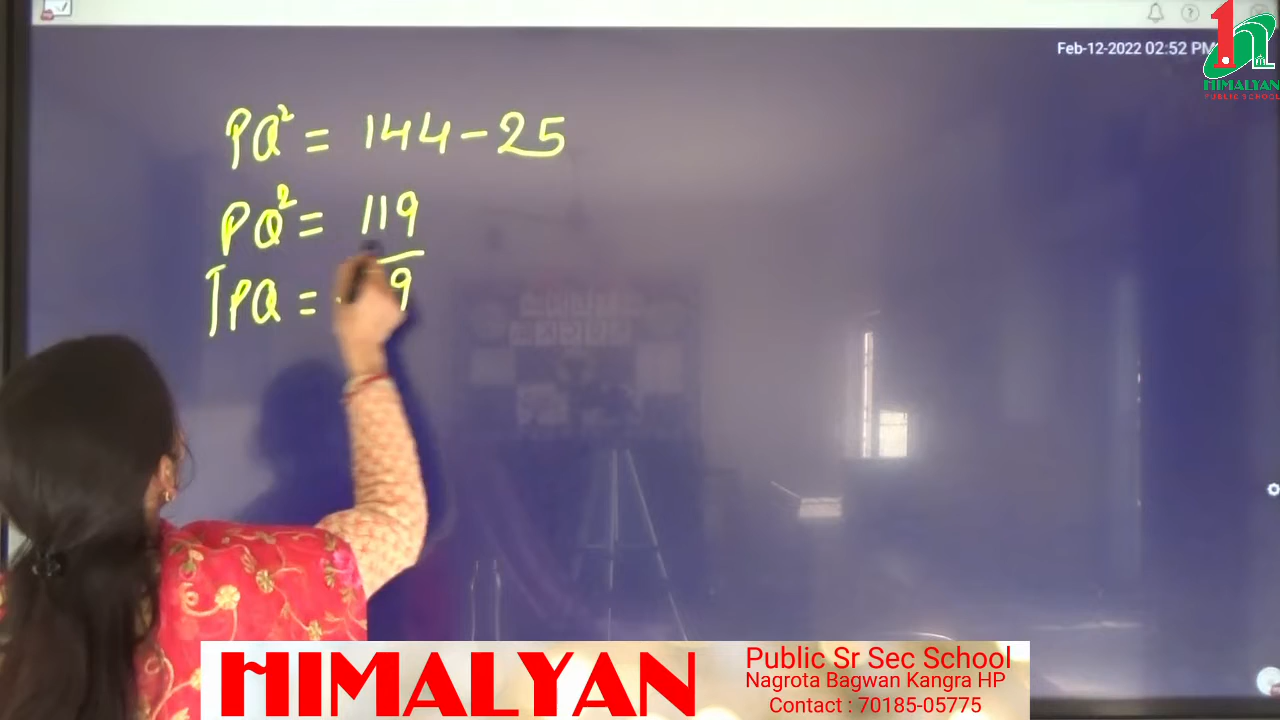 Feb-12-2022 02:52 PM
HIMALYAN
PUBLIC SCHOOL
PQ² = 144-25
PQ² = 119
PQ = 9
HIMALYAN
Public Sr Sec School
Nagrota Bagwan Kangra HP
Contact : 70185-05775